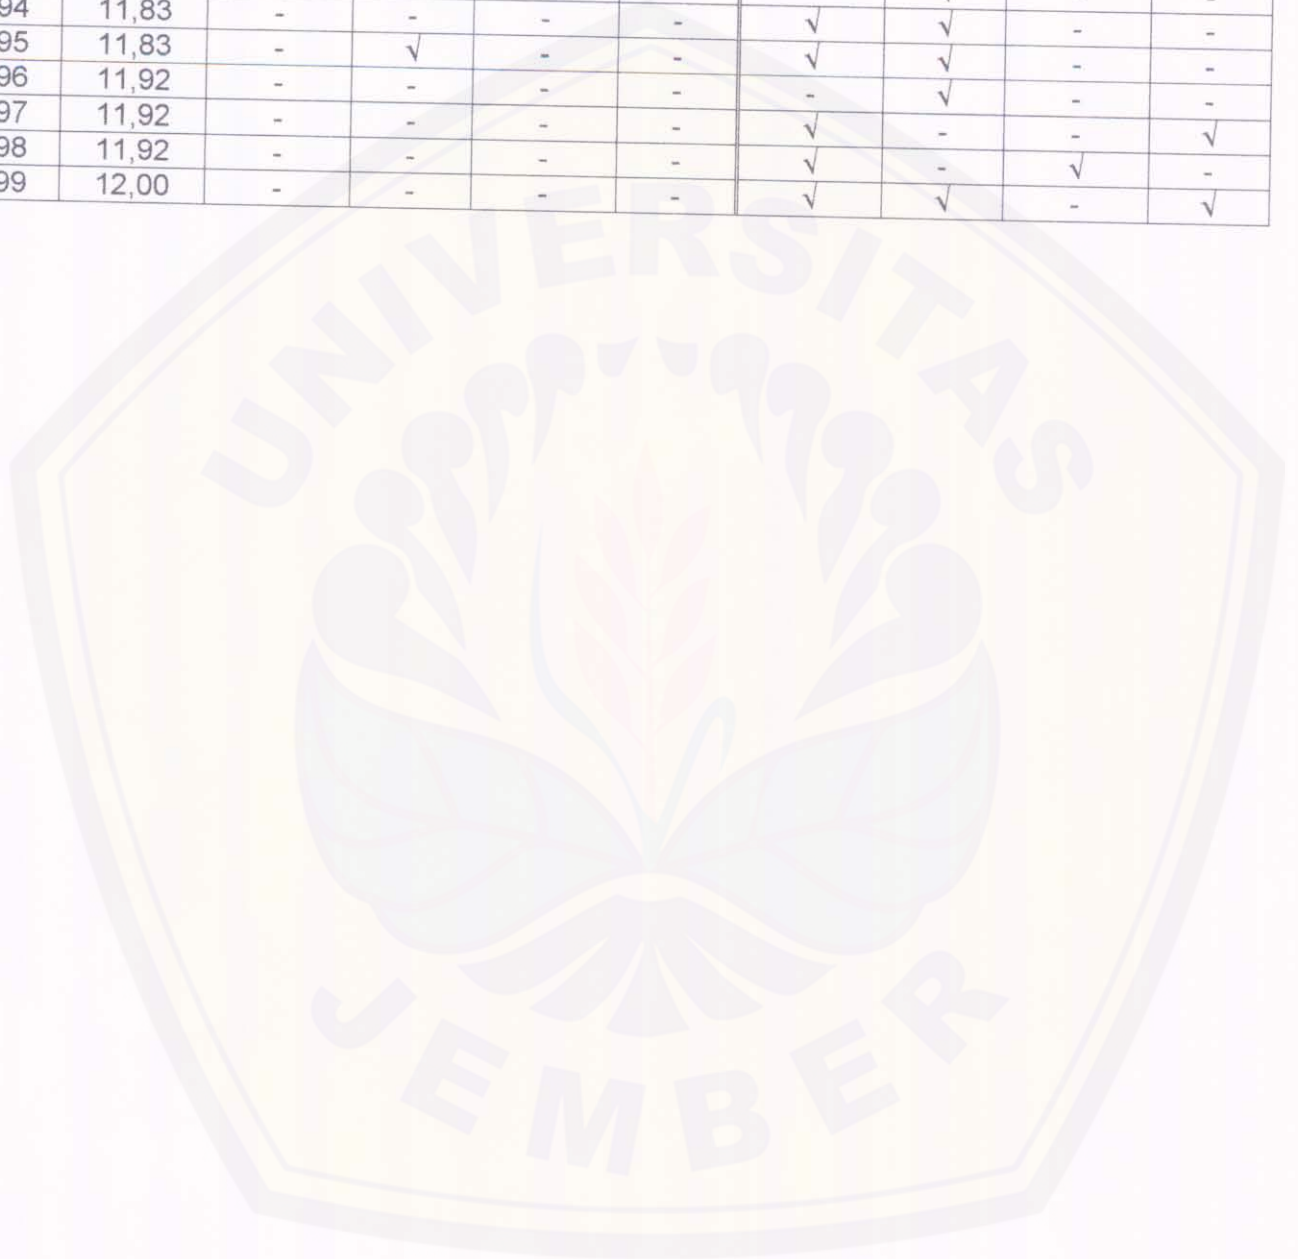 94 11,83 - - - - √ √ - -
95 11,83 - √ - - √ √ - -
96 11,92 - - - - - √ - -
97 11,92 - - - - √ - - √
98 11,92 - - - - √ - √ -
99 12,00 - - - - √ √ - √
UNIVERSITAS
JEMBER